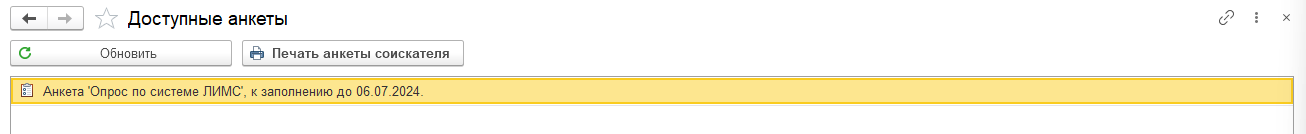 Доступные анкеты
Обновить
Печать анкеты соискателя
Анкета 'Опрос по системе ЛИМС', к заполнению до 06.07.2024.